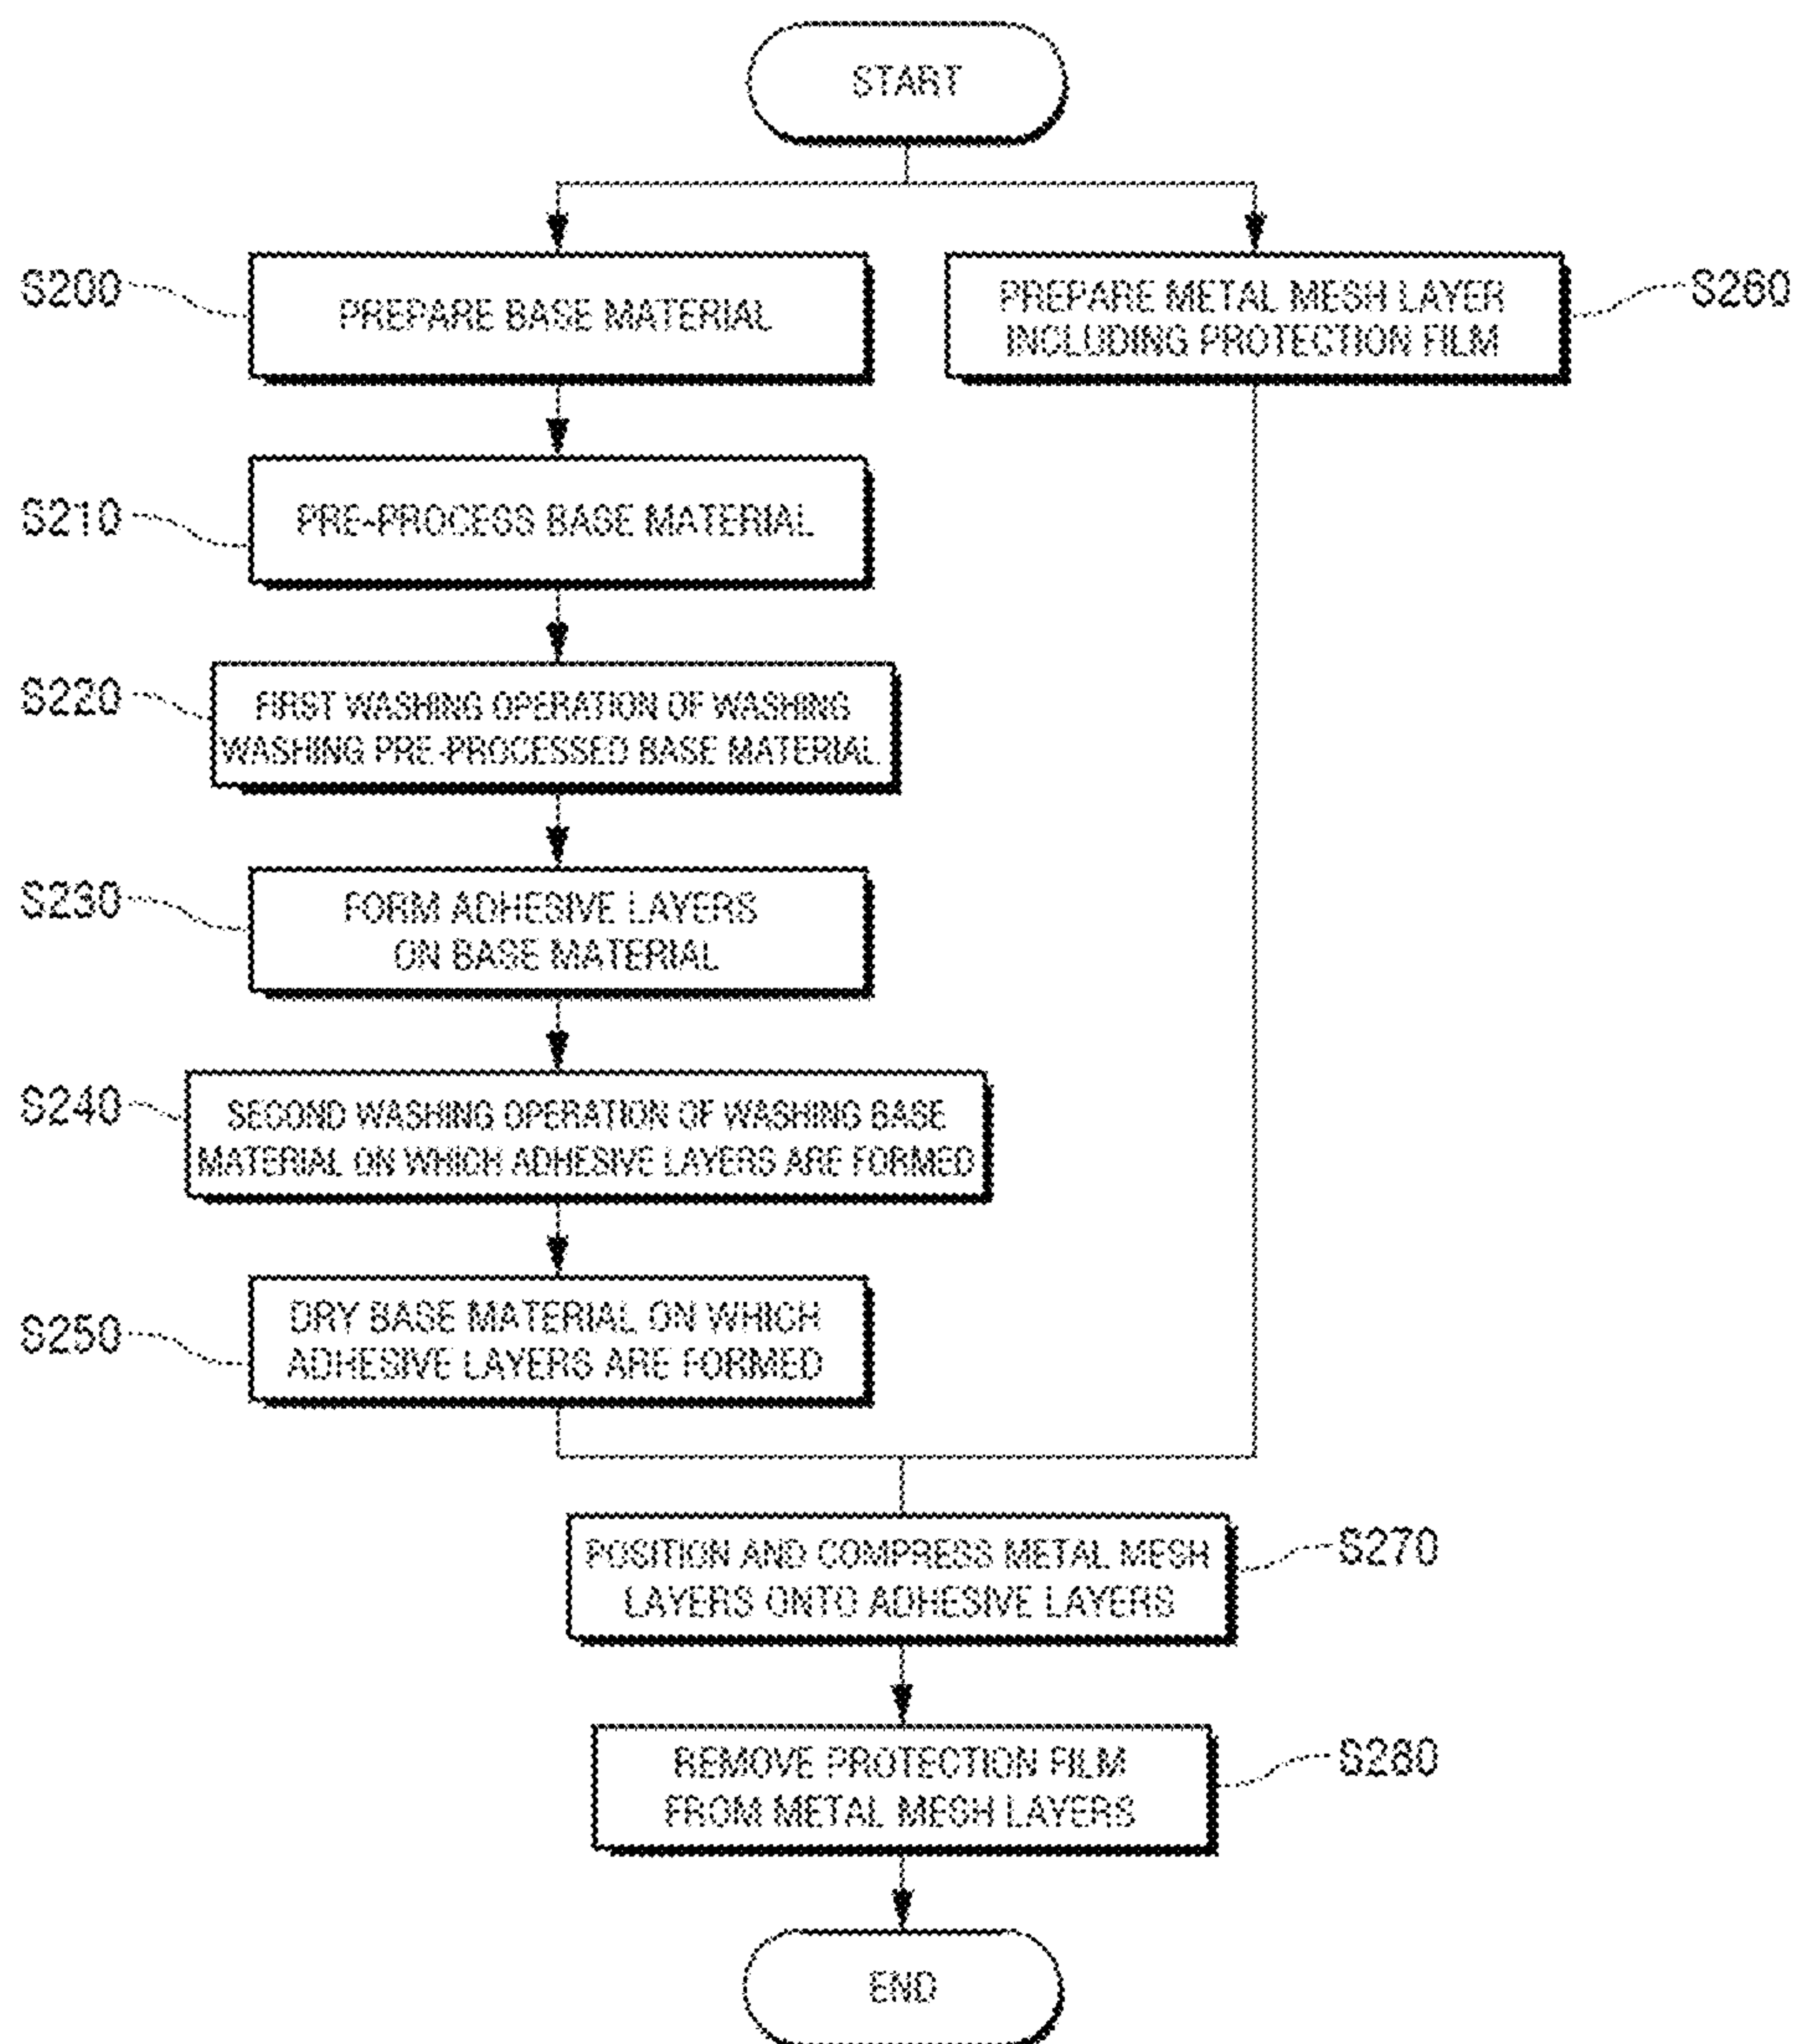 START
S200
PREPARE BASE MATERIAL
PREPARE METAL MESH LAYER
INCLUDING PROTECTION FILM
S260
S210
PRE-PROCESS BASE MATERIAL
S220
FIRST WASHING OPERATION OF WASHING
WASHING PRE-PROCESSED BASE MATERIAL
S230
FORM ADHESIVE LAYERS
ON BASE MATERIAL
S240
SECOND WASHING OPERATION OF WASHING BASE
MATERIAL ON WHICH ADHESIVE LAYERS ARE FORMED
S250
DRY BASE MATERIAL ON WHICH
ADHESIVE LAYERS ARE FORMED
POSITION AND COMPRESS METAL MESH
LAYERS ONTO ADHESIVE LAYERS
S270
REMOVE PROTECTION FILM
FROM METAL MESH LAYERS
S280
END